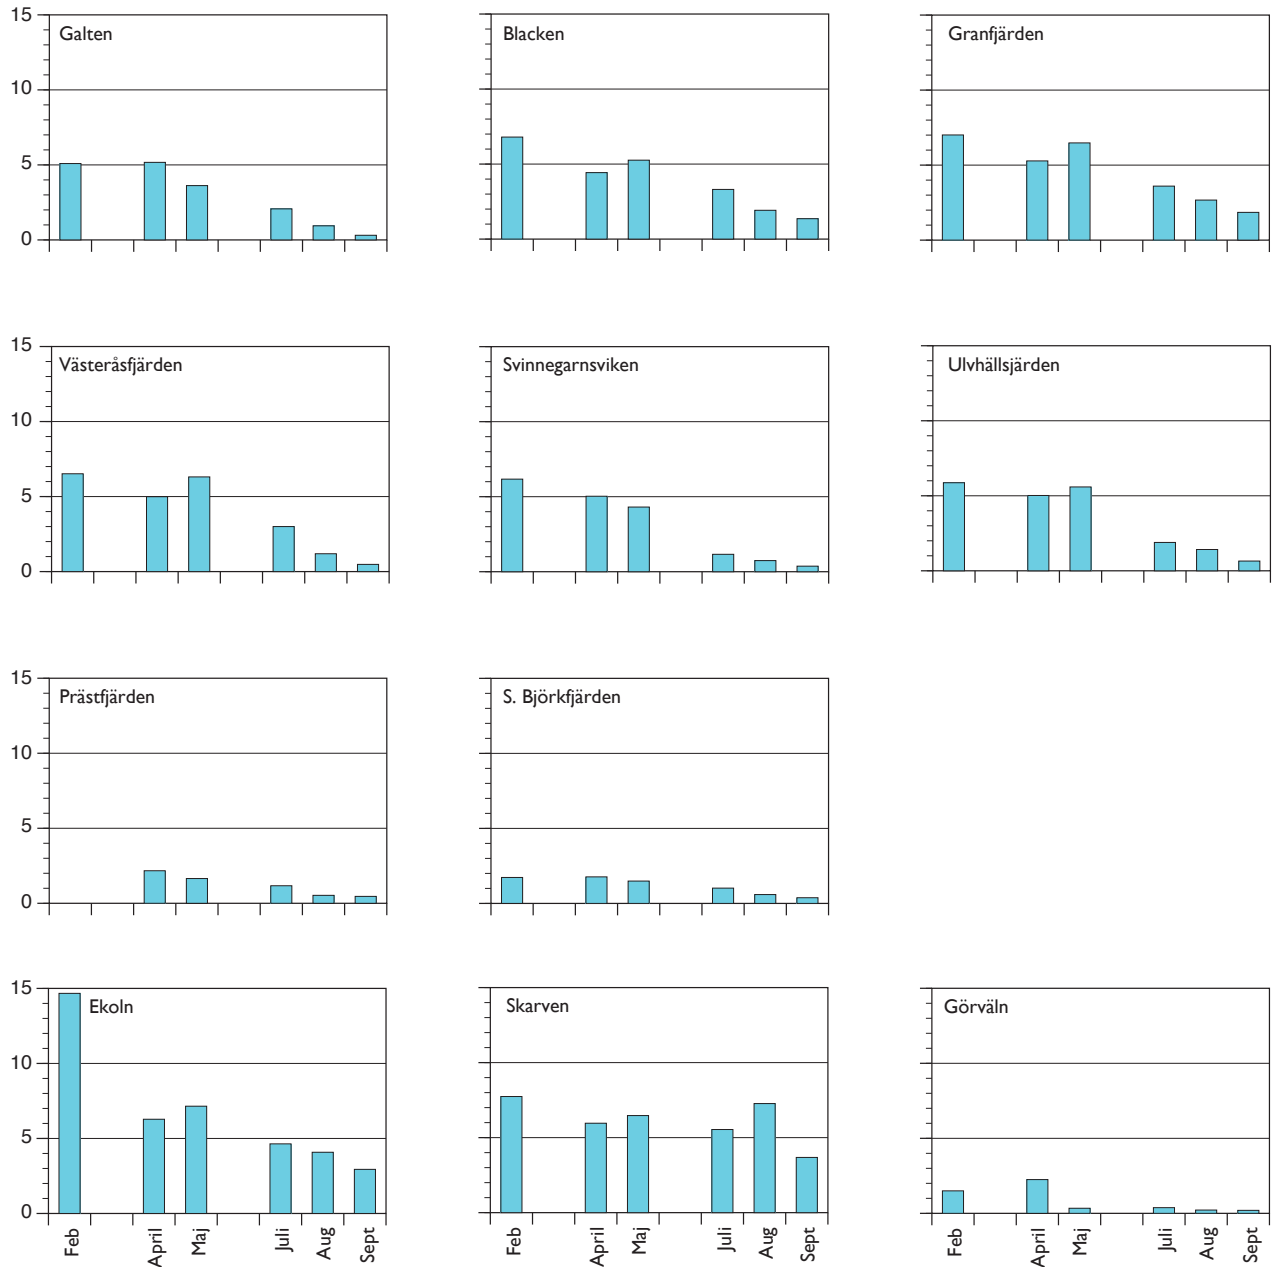 15
10
5
0
Galten
Blacken
Granfjärden
15
10
5
0
Västeråsfjärden
Svinnegarnsviken
Ulvhällsjärden
15
10
5
0
Prästfjärden
S. Björkfjärden
15
10
5
0
Ekoln
Skarven
Görväln
Feb April Maj Juli Aug Sept
Feb April Maj Juli Aug Sept
Feb April Maj Juli Aug Sept